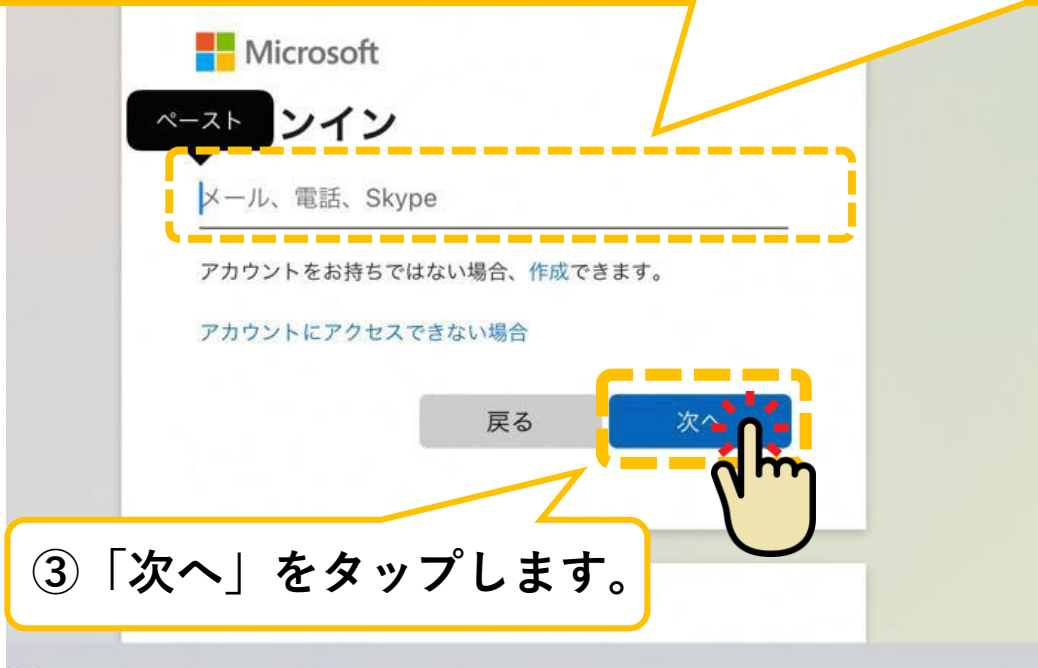 Microsoft
ペースト
ンイン
メール、電話、Skype
アカウントをお持ちではない場合、作成できます。
アカウントにアクセスできない場合
戻る
次へ
③「次へ」をタップします。